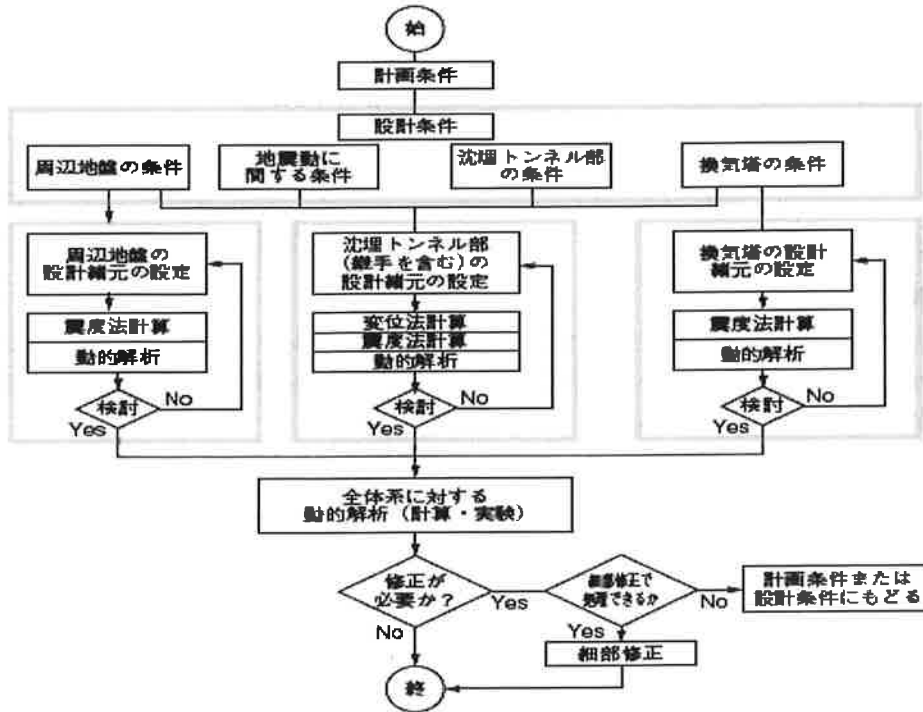 始
計画条件
設計条件
周辺地盤の条件
地震動に
関する条件
沈埋トンネル部
の条件
換気塔の条件
周辺地盤の
設計緒元の設定
沈埋トンネル部
(継手を含む)の
設計緒元の設定
換気塔の設計
緒元の設定
震度法計算
動的解析
変位法計算
震度法計算
動的解析
震度法計算
動的解析
検討
No
Yes
検討
No
Yes
検討
No
Yes
全体系に対する
動的解析(計算・実験)
修正が
必要か?
Yes
No
細部修正で
処理できるか
No
Yes
計画条件または
設計条件にもどる
細部修正
終